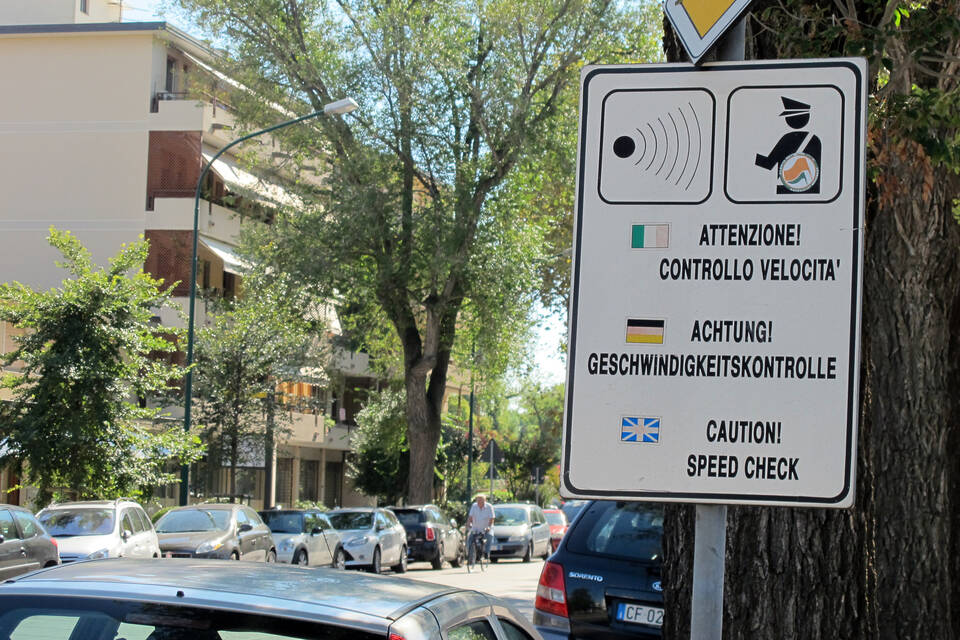 ATTENZIONE!
CONTROLLO VELOCITA'
ACHTUNG!
GESCHWINDIGKEITSKONTROLLE
CAUTION!
SPEED CHECK
SORENTO
CF 02